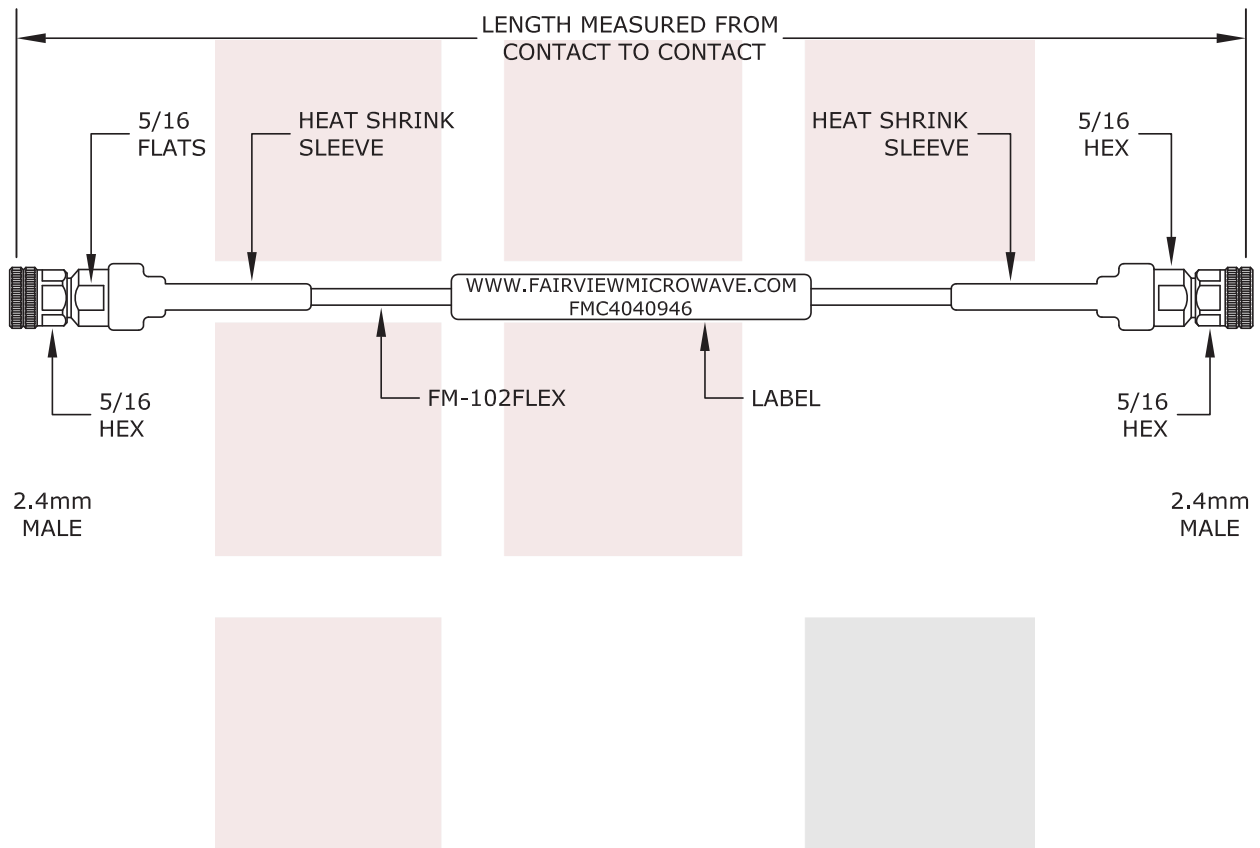 LENGTH MEASURED FROM
CONTACT TO CONTACT
5/16
FLATS
HEAT SHRINK
SLEEVE
HEAT SHRINK
SLEEVE
5/16
HEX
WWW.FAIRVIEWMICROWAVE.COM
FMC4040946
5/16
HEX
FM-102FLEX
LABEL
5/16
HEX
2.4mm
MALE
2.4mm
MALE